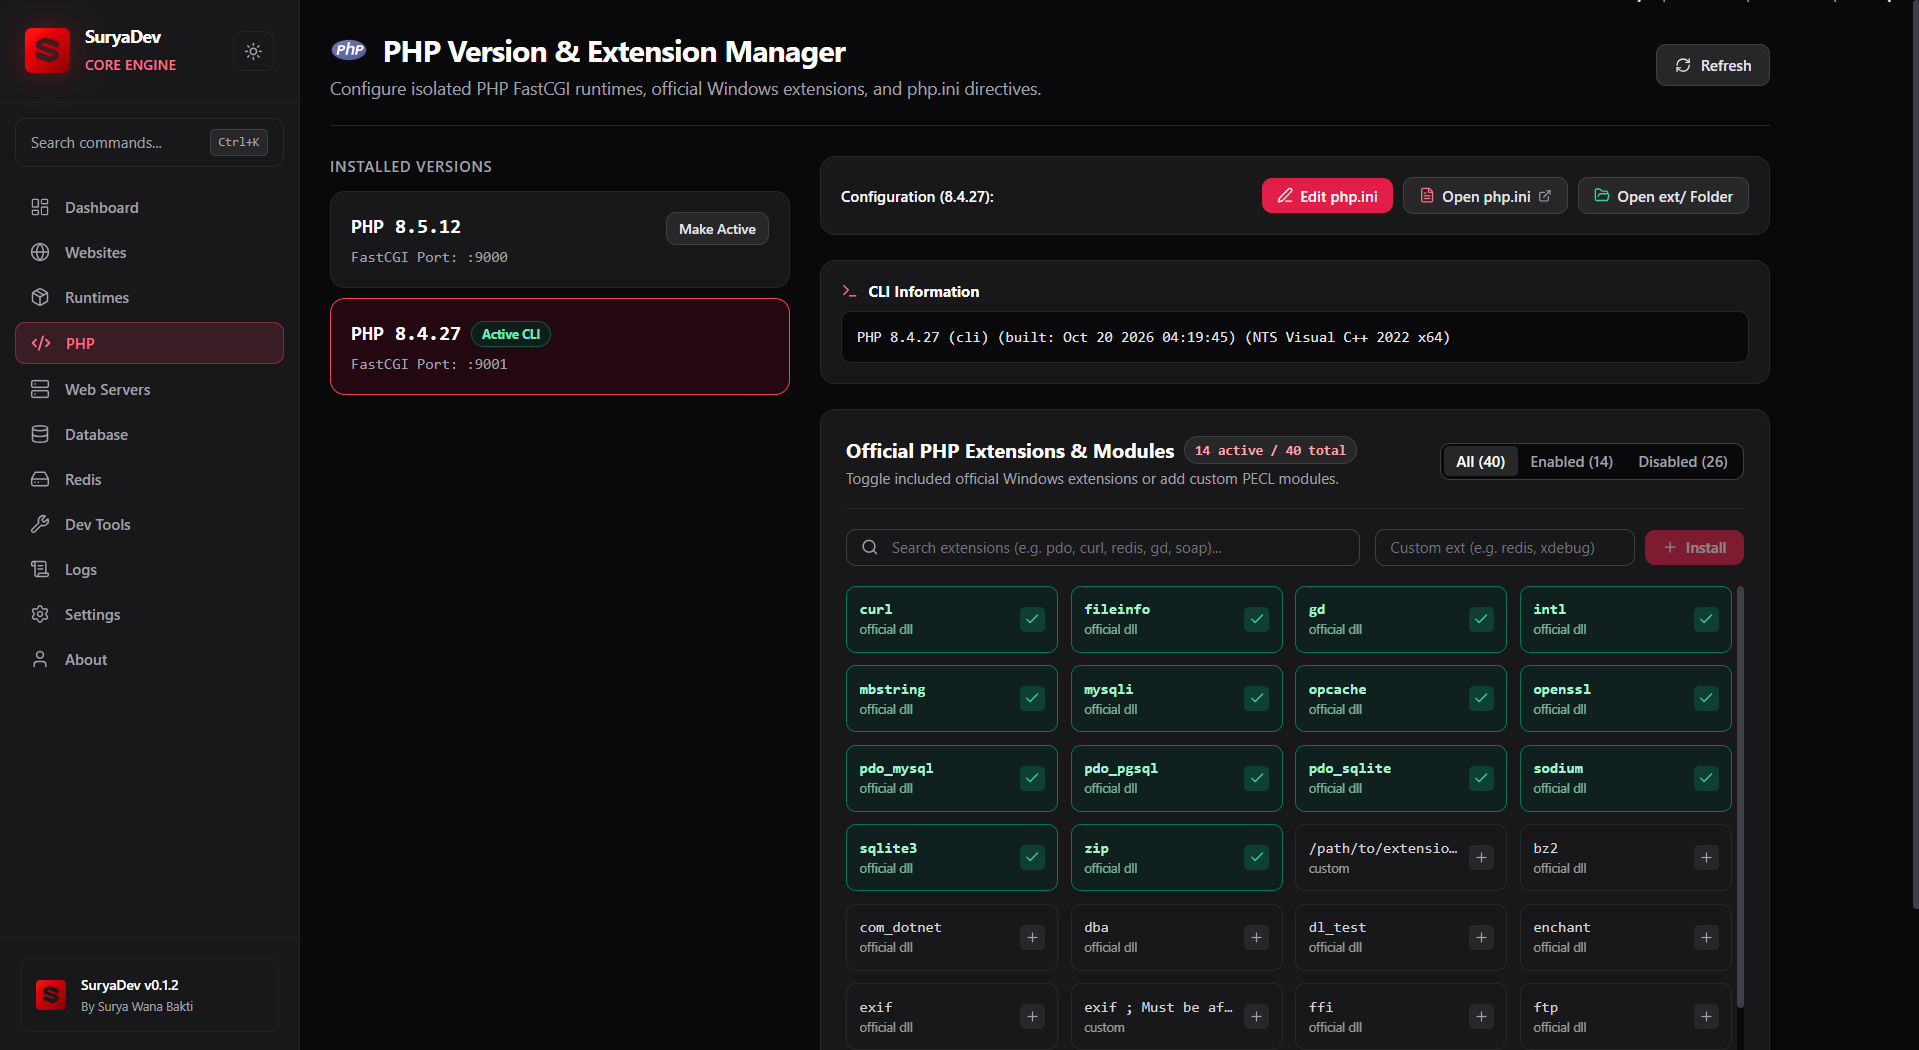 SuryaDev
CORE ENGINE
Search commands...
Ctrl+K
Dashboard
Websites
Runtimes
PHP
Web Servers
Database
Redis
Dev Tools
Logs
Settings
About
SuryaDev v0.1.2
By Surya Wana Bakti
php
PHP Version & Extension Manager
Configure isolated PHP FastCGI runtimes, official Windows extensions, and php.ini directives.
Refresh
INSTALLED VERSIONS
PHP 8.5.12
Make Active
FastCGI Port: :9000
PHP 8.4.27
Active CLI
FastCGI Port: :9001
Configuration (8.4.27):
Edit php.ini
Open php.ini
Open ext/ Folder
CLI Information
PHP 8.4.27 (cli) (built: Oct 20 2026 04:19:45) (NTS Visual C++ 2022 x64)
Official PHP Extensions & Modules
14 active / 40 total
Toggle included official Windows extensions or add custom PECL modules.
All (40)
Enabled (14)
Disabled (26)
Search extensions (e.g. pdo, curl, redis, gd, soap)...
Custom ext (e.g. redis, xdebug)
Install
curl
official dll
fileinfo
official dll
gd
official dll
intl
official dll
mbstring
official dll
mysqli
official dll
opcache
official dll
openssl
official dll
pdo_mysql
official dll
pdo_pgsql
official dll
pdo_sqlite
official dll
sodium
official dll
sqlite3
official dll
zip
official dll
/path/to/extensio...
custom
bz2
official dll
com_dotnet
official dll
dba
official dll
dl_test
official dll
enchant
official dll
exif
official dll
exif ; Must be af...
custom
ffi
official dll
ftp
official dll